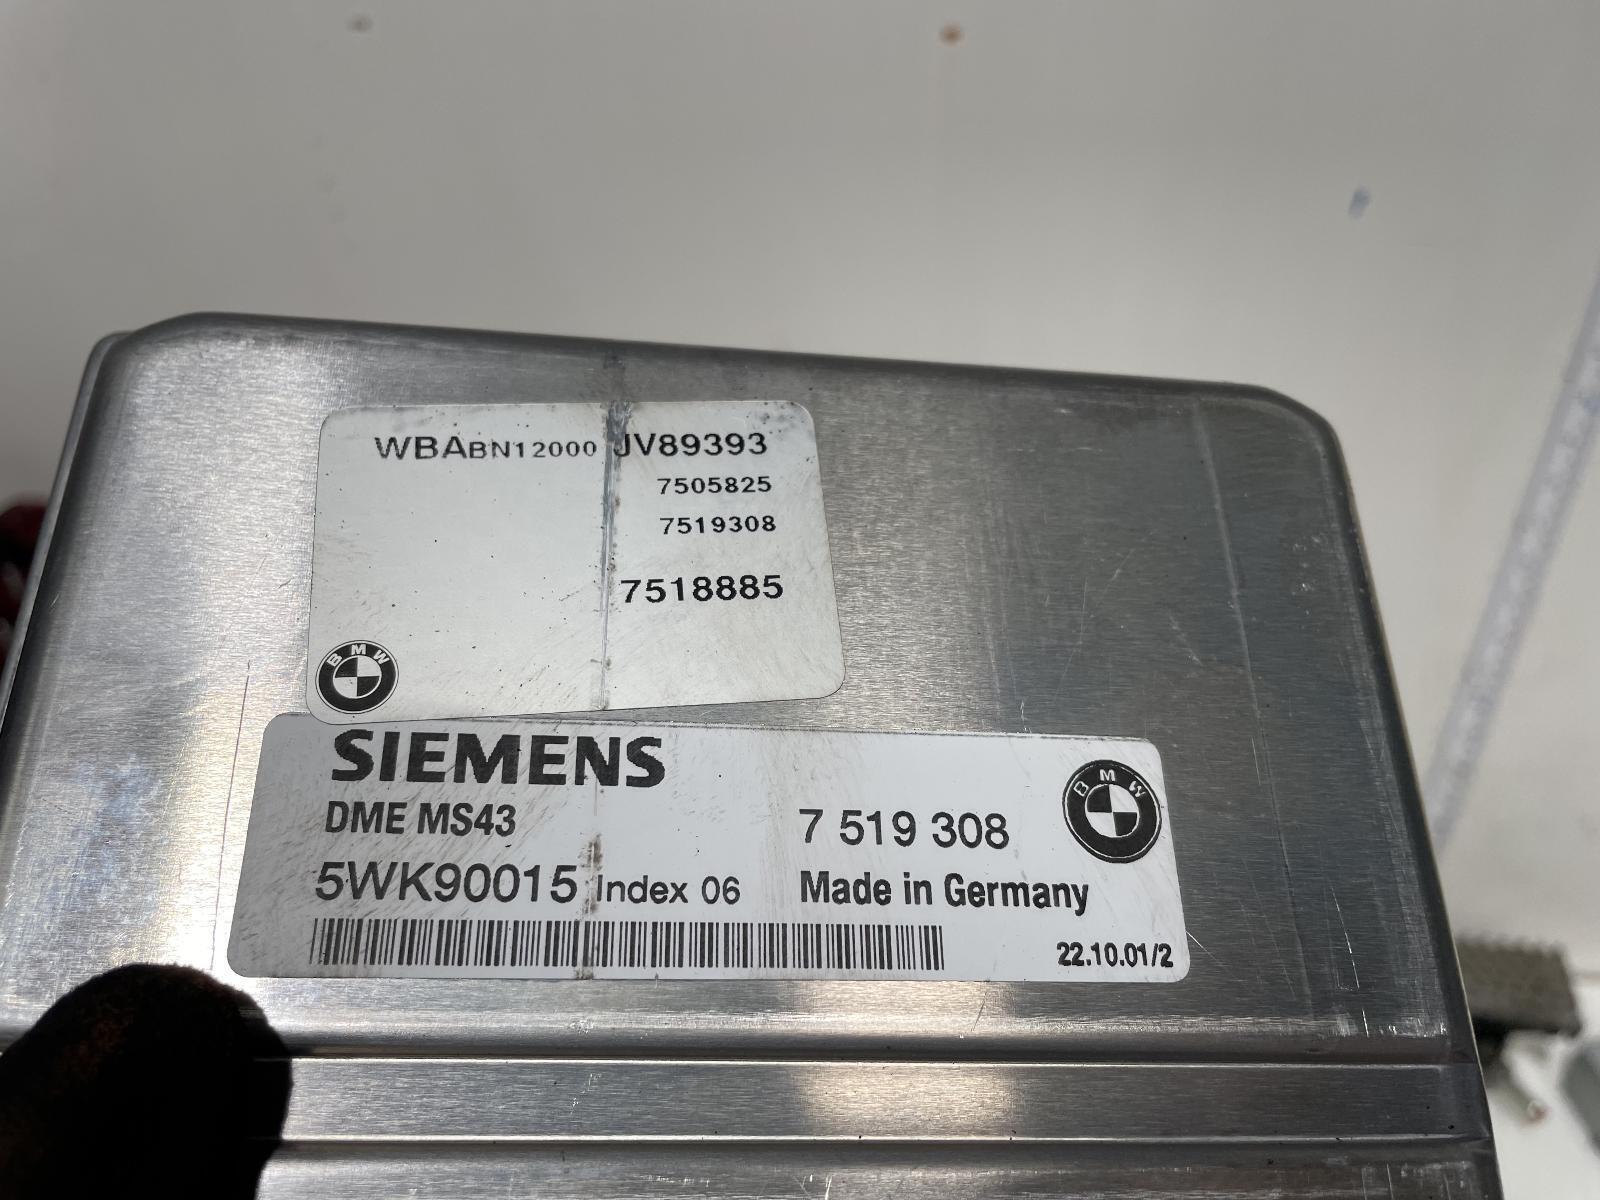 WBABN12000 JV89393
7505825
7519308
7518885
BMW
SIEMENS
DME MS43
7 519 308
BMW
5WK90015 Index 06
Made in Germany
22.10.01/2